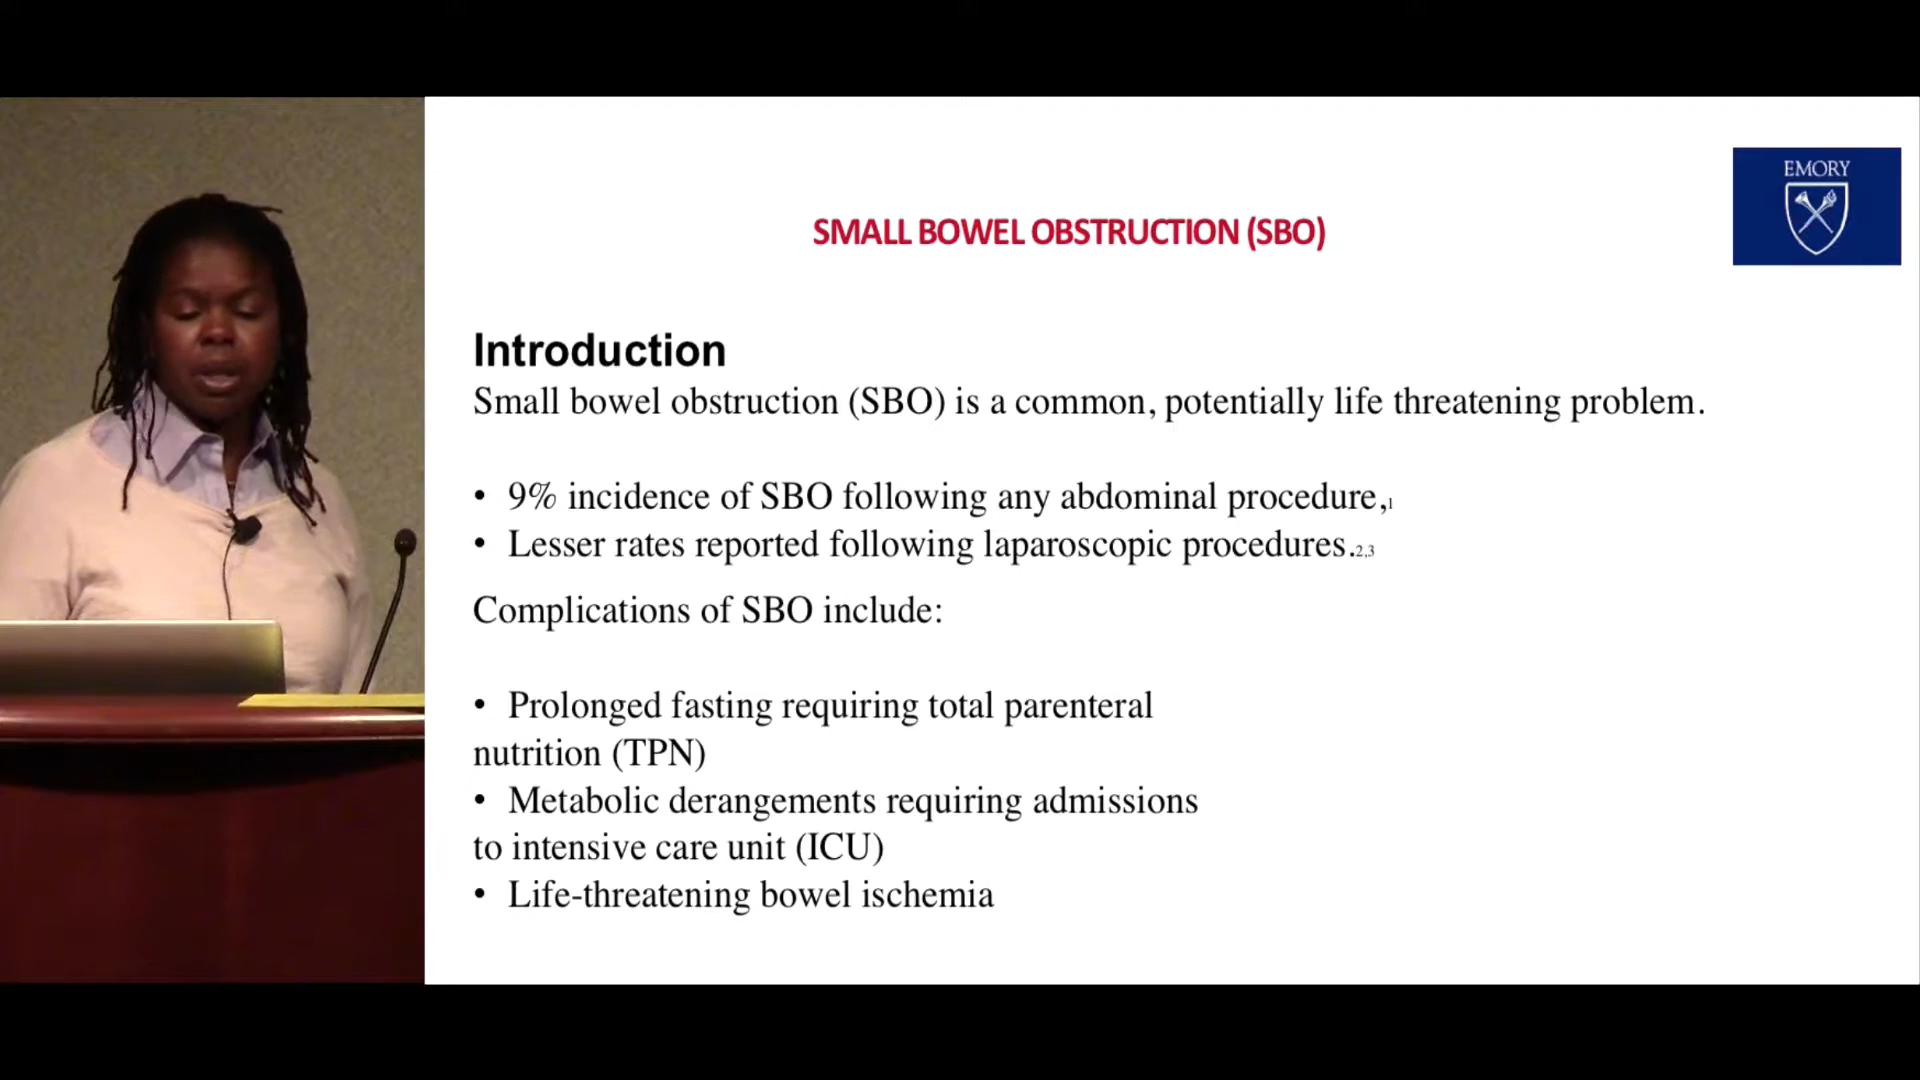 EMORY
SMALL BOWEL OBSTRUCTION (SBO)
Introduction
Small bowel obstruction (SBO) is a common, potentially life threatening problem.
• 9% incidence of SBO following any abdominal procedure,1
• Lesser rates reported following laparoscopic procedures.2,3
Complications of SBO include:
• Prolonged fasting requiring total parenteral
nutrition (TPN)
• Metabolic derangements requiring admissions
to intensive care unit (ICU)
• Life-threatening bowel ischemia